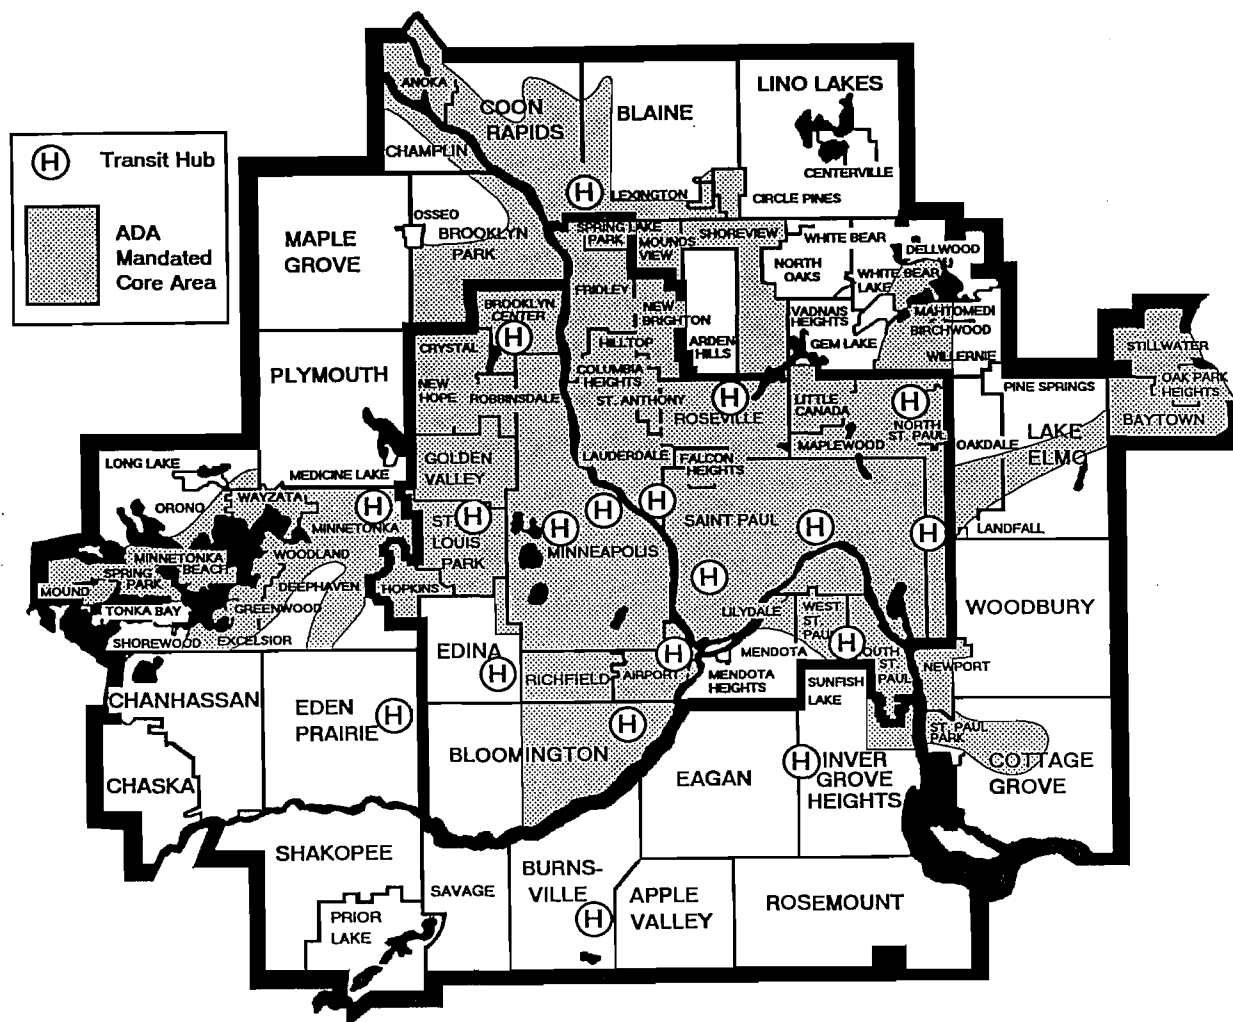 H Transit Hub
ADA
Mandated
Core Area
ANOKA
COON
RAPIDS
BLAINE
LINO LAKES
CHAMPLIN
CENTERVILLE
H
LEXINGTON
CIRCLE PINES
OSSEO
BROOKLYN
PARK
MAPLE
GROVE
SPRING LAKE
PARK
MOUNDS
VIEW
SHOREVIEW
WHITE BEAR
NORTH
OAKS
DELLWOOD
WHITE BEAR
LAKE
MAHTOMEDI
BIRCHWOOD
WILLERNIE
FRIDLEY
NEW
BRIGHTON
VADNAIS
HEIGHTS
GEM LAKE
ARDEN
HILLS
BROOKLYN
CENTER
H
CRYSTAL
HILLTOP
COLUMBIA
HEIGHTS
STILLWATER
OAK PARK
HEIGHTS
BAYTOWN
PLYMOUTH
NEW
HOPE
ROBBINSDALE
ST. ANTHONY
ROSEVILLE
H
LITTLE
CANADA
H
NORTH
ST. PAUL
PINE SPRINGS
LAKE
ELMO
OAKDALE
MAPLEWOOD
LAUDERDALE
FALCON
HEIGHTS
GOLDEN
VALLEY
MEDICINE LAKE
LONG LAKE
ORONO
WAYZATA
MINNETONKA
H
H
ST.
LOUIS
PARK
H
H
H
MINNEAPOLIS
SAINT PAUL
H
H
LANDFALL
WOODLAND
MINNETONKA
BEACH
SPRING
PARK
MOUND
DEEPHAVEN
HOPKINS
TONKA BAY
GREENWOOD
SHOREWOOD
EXCELSIOR
H
LILYDALE
WEST
ST.
PAUL
WOODBURY
EDINA
H
RICHFIELD
AIRPORT
H
MENDOTA
MENDOTA
HEIGHTS
H
SOUTH
ST.
PAUL
NEWPORT
SUNFISH
LAKE
CHANHASSAN
EDEN
PRAIRIE
H
BLOOMINGTON
H
ST. PAUL
PARK
COTTAGE
GROVE
CHASKA
EAGAN
H
INVER
GROVE
HEIGHTS
SHAKOPEE
SAVAGE
BURNS-
VILLE
H
APPLE
VALLEY
ROSEMOUNT
PRIOR
LAKE